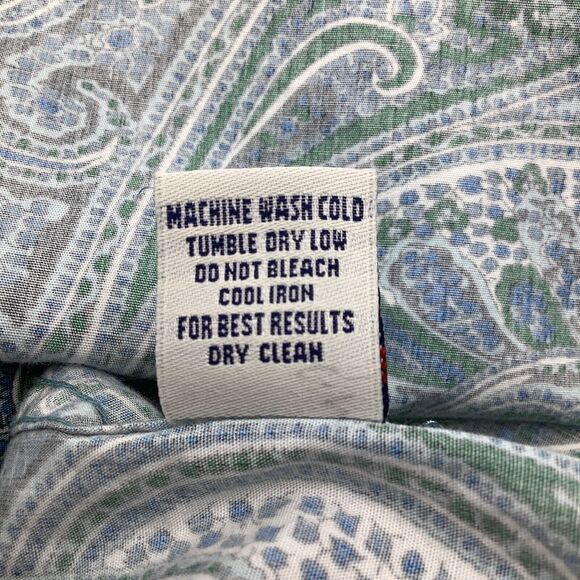 MACHINE WASH COLD
TUMBLE DRY LOW
DO NOT BLEACH
COOL IRON
FOR BEST RESULTS
DRY CLEAN